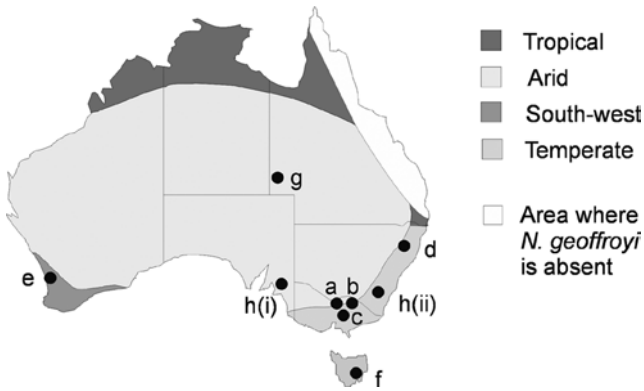 Tropical
Arid
South-west
Temperate
Area where
N. geoffroyi
is absent
g
d
e
a b
h(i)
h(ii)
c
f